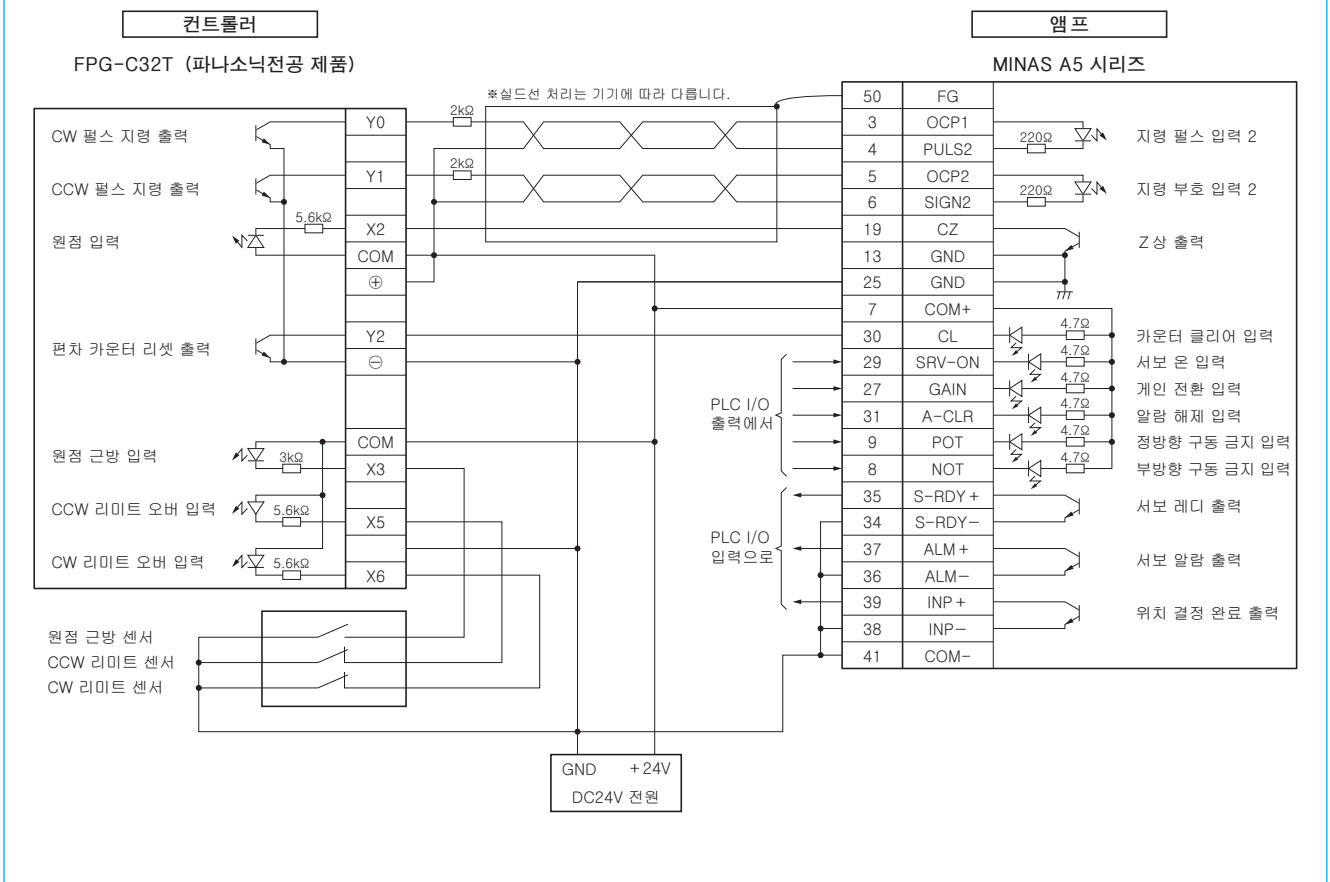 컨트롤러
FPG-C32T (파나소닉전공 제품)
앰프
MINAS A5 시리즈
※실드선 처리는 기기에 따라 다릅니다.
CW 펄스 지령 출력
Y0
2kΩ
CCW 펄스 지령 출력
Y1
2kΩ
원점 입력
5.6kΩ
X2
COM
⊕
편차 카운터 리셋 출력
Y2
⊖
COM
원점 근방 입력
3kΩ
X3
CCW 리미트 오버 입력
5.6kΩ
X5
CW 리미트 오버 입력
5.6kΩ
X6
원점 근방 센서
CCW 리미트 센서
CW 리미트 센서
GND +24V
DC24V 전원
PLC I/O
출력에서
PLC I/O
입력으로
50 FG
3 OCP1
4 PULS2 220Ω 지령 펄스 입력 2
5 OCP2
6 SIGN2 220Ω 지령 부호 입력 2
19 CZ Z상 출력
13 GND
25 GND
7 COM+
30 CL 4.7Ω 카운터 클리어 입력
29 SRV-ON 4.7Ω 서보 온 입력
27 GAIN 4.7Ω 게인 전환 입력
31 A-CLR 4.7Ω 알람 해제 입력
9 POT 4.7Ω 정방향 구동 금지 입력
8 NOT 4.7Ω 부방향 구동 금지 입력
35 S-RDY+ 서보 레디 출력
34 S-RDY-
37 ALM+ 서보 알람 출력
36 ALM-
39 INP+ 위치 결정 완료 출력
38 INP-
41 COM-